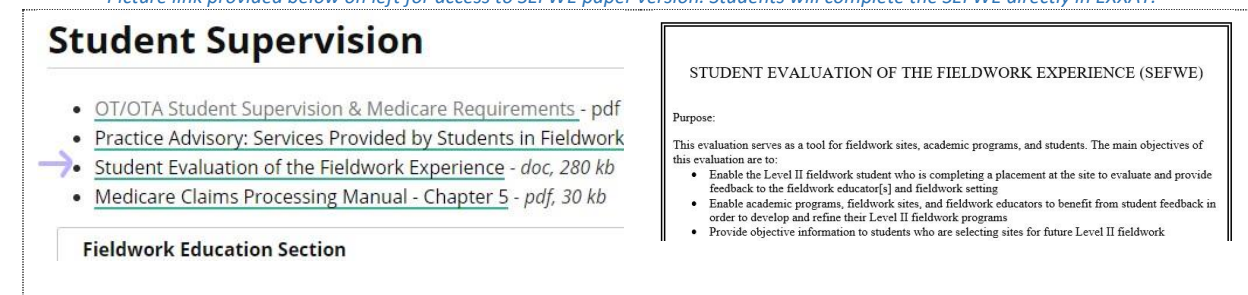 Picture link provided below on left for access to SEFWE paper version. Students will complete the SEFWE directly in EXXAT.
Student Supervision
• OT/OTA Student Supervision & Medicare Requirements - pdf
• Practice Advisory: Services Provided by Students in Fieldwork
• Student Evaluation of the Fieldwork Experience - doc, 280 kb
• Medicare Claims Processing Manual - Chapter 5 - pdf, 30 kb
Fieldwork Education Section
STUDENT EVALUATION OF THE FIELDWORK EXPERIENCE (SEFWE)
Purpose:
This evaluation serves as a tool for fieldwork sites, academic programs, and students. The main objectives of
this evaluation are to:
• Enable the Level II fieldwork student who is completing a placement at the site to evaluate and provide
feedback to the fieldwork educator[s] and fieldwork setting
• Enable academic programs, fieldwork sites, and fieldwork educators to benefit from student feedback in
order to develop and refine their Level II fieldwork programs
• Provide objective information to students who are selecting sites for future Level II fieldwork